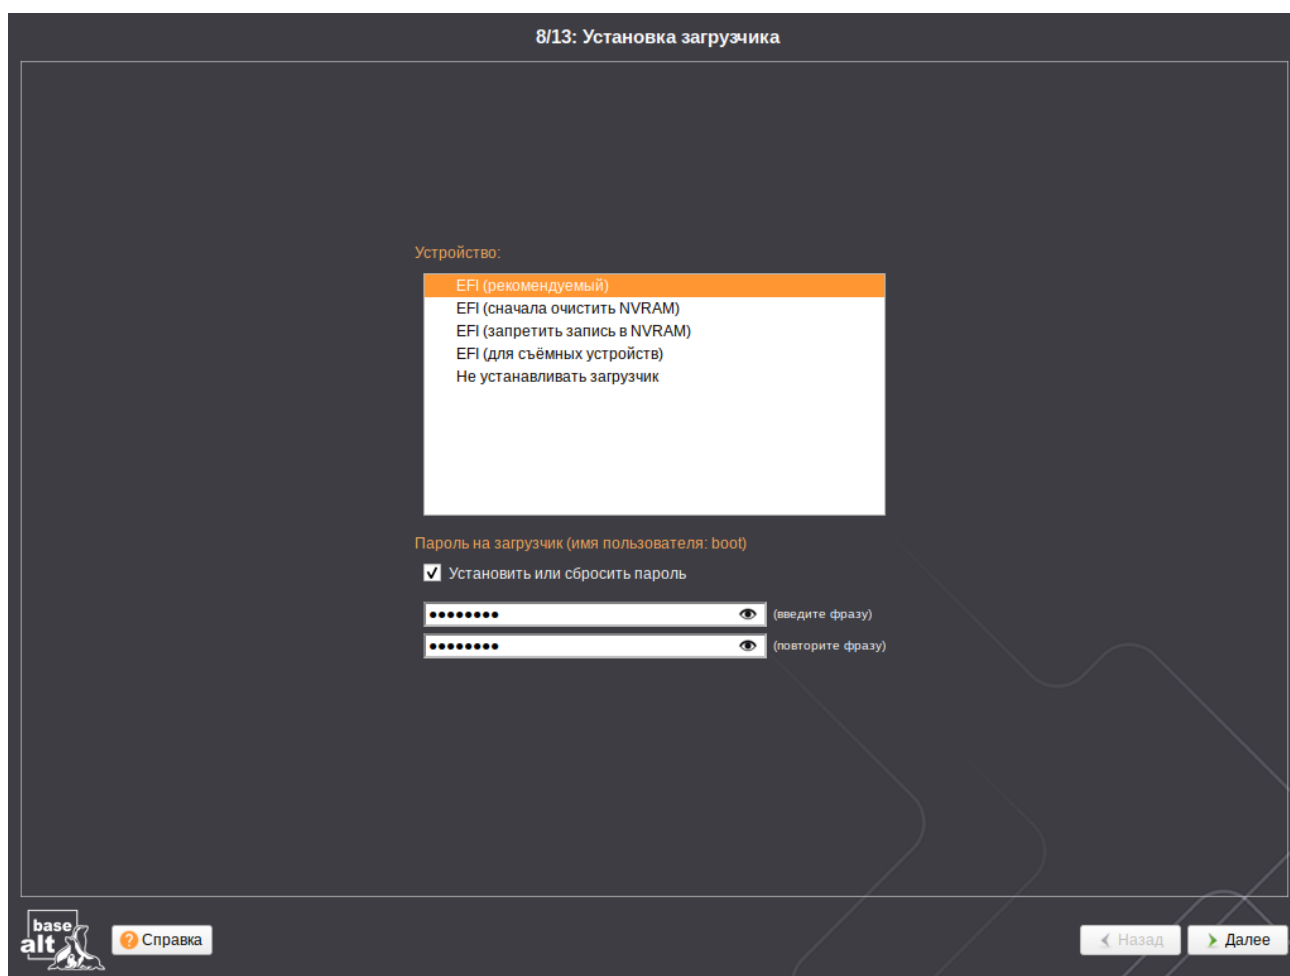 8/13: Установка загрузчика
Устройство:
EFI (рекомендуемый)
EFI (сначала очистить NVRAM)
EFI (запретить запись в NVRAM)
EFI (для съёмных устройств)
Не устанавливать загрузчик
Пароль на загрузчик (имя пользователя: boot)
Установить или сбросить пароль
•••••••• (введите фразу)
•••••••• (повторите фразу)
base
alt
? Справка
Назад
Далее